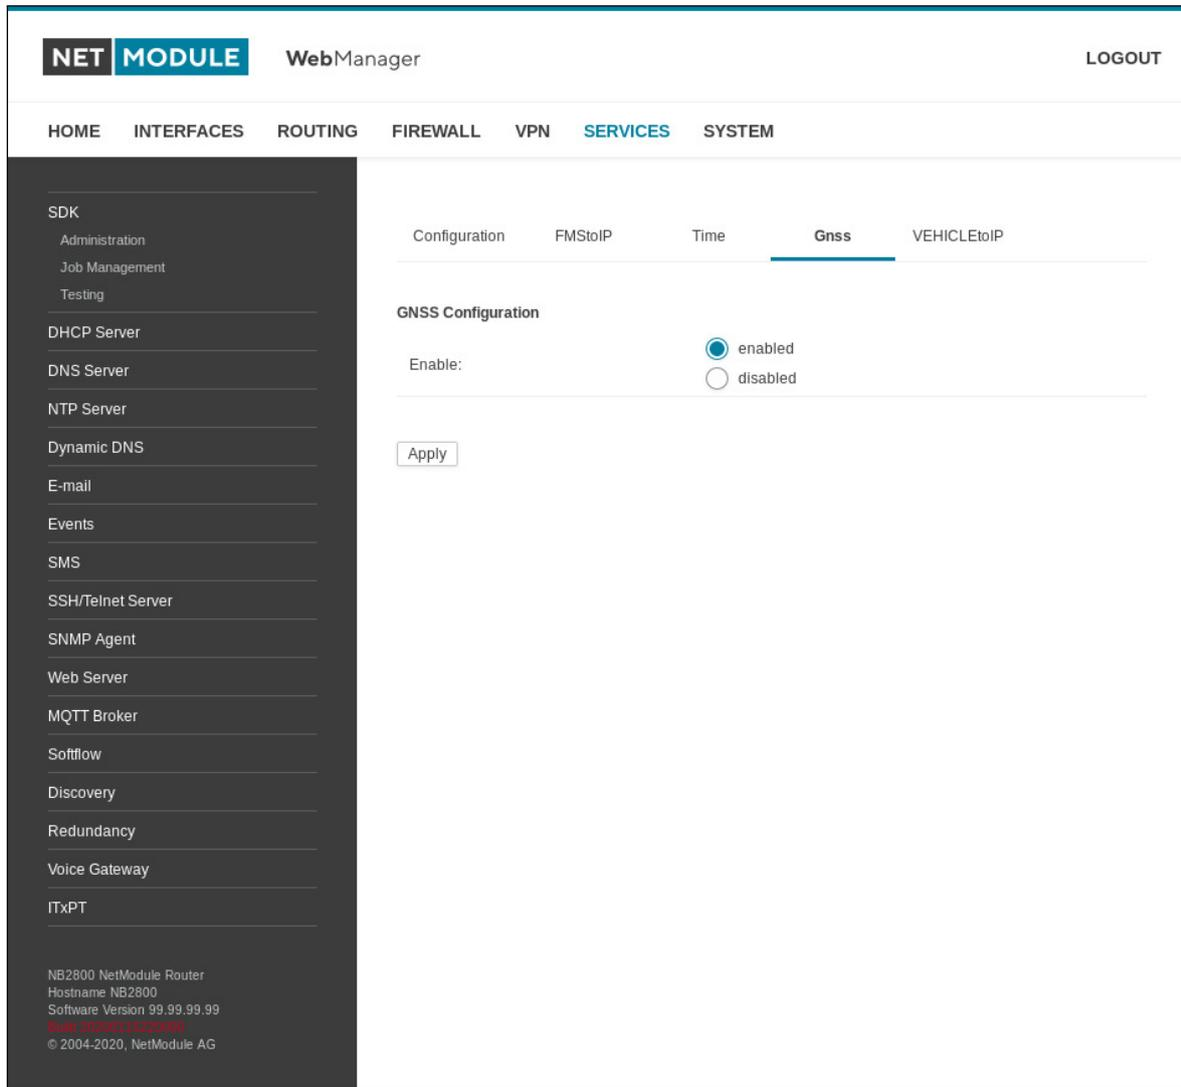 NET MODULE WebManager LOGOUT
HOME INTERFACES ROUTING FIREWALL VPN SERVICES SYSTEM
SDK
Administration
Job Management
Testing
DHCP Server
DNS Server
NTP Server
Dynamic DNS
E-mail
Events
SMS
SSH/Telnet Server
SNMP Agent
Web Server
MQTT Broker
Softflow
Discovery
Redundancy
Voice Gateway
ITxPT
NB2800 NetModule Router
Hostname NB2800
Software Version 99.99.99.99
Build
© 2004-2020, NetModule AG
Configuration FMStoIP Time Gnss VEHICLEtoIP
GNSS Configuration
Enable:
enabled
disabled
Apply